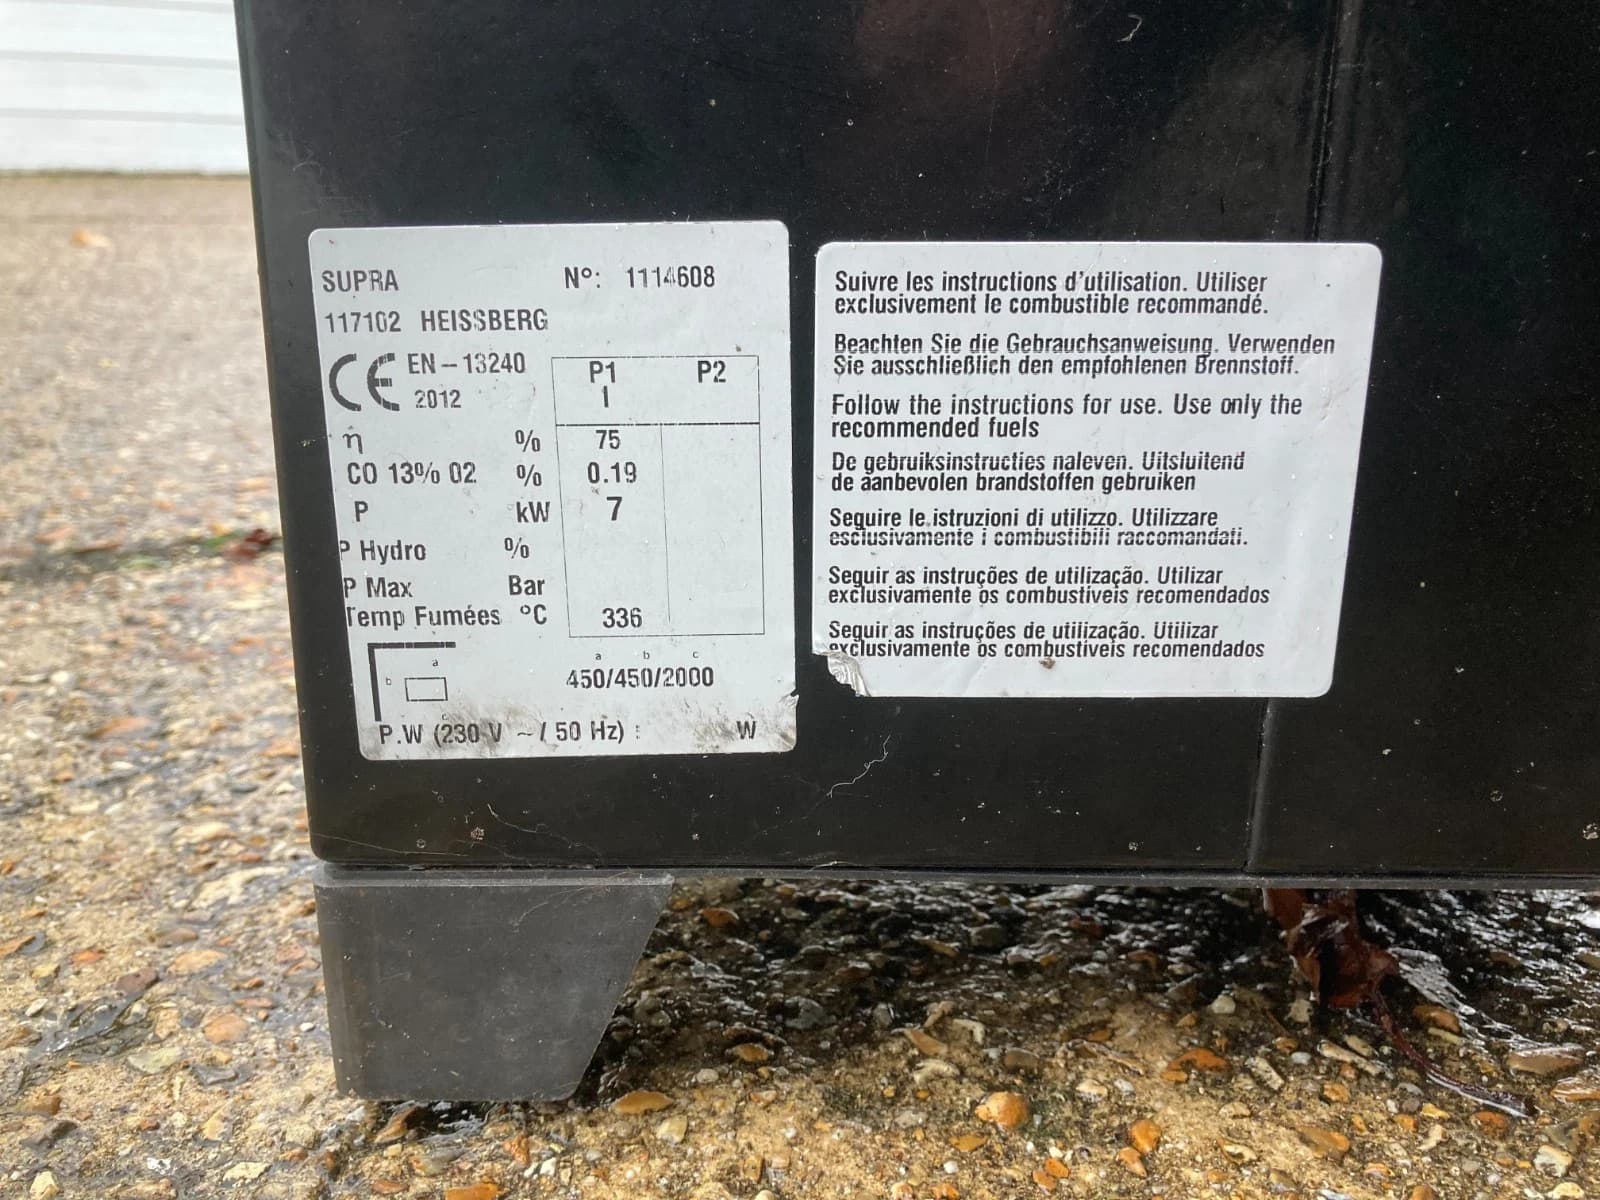 SUPRA N°: 1114608
117102 HEISSBERG
CE EN – 13240
2012
P1 P2
I
η % 75
CO 13% 02 % 0.19
P kW 7
P Hydro %
P Max Bar
Temp Fumées °C 336
a b c
450/450/2000
a
b
c
P.W (230 V ~ / 50 Hz) : W
Suivre les instructions d'utilisation. Utiliser
exclusivement le combustible recommandé.
Beachten Sie die Gebrauchsanweisung. Verwenden
Sie ausschließlich den empfohlenen Brennstoff.
Follow the instructions for use. Use only the
recommended fuels
De gebruiksinstructies naleven. Uitsluitend
de aanbevolen brandstoffen gebruiken
Seguire le istruzioni di utilizzo. Utilizzare
esclusivamente i combustibili raccomandati.
Seguir as instruções de utilização. Utilizar
exclusivamente os combustíveis recomendados
Seguir as instruções de utilização. Utilizar
exclusivamente os combustíveis recomendados